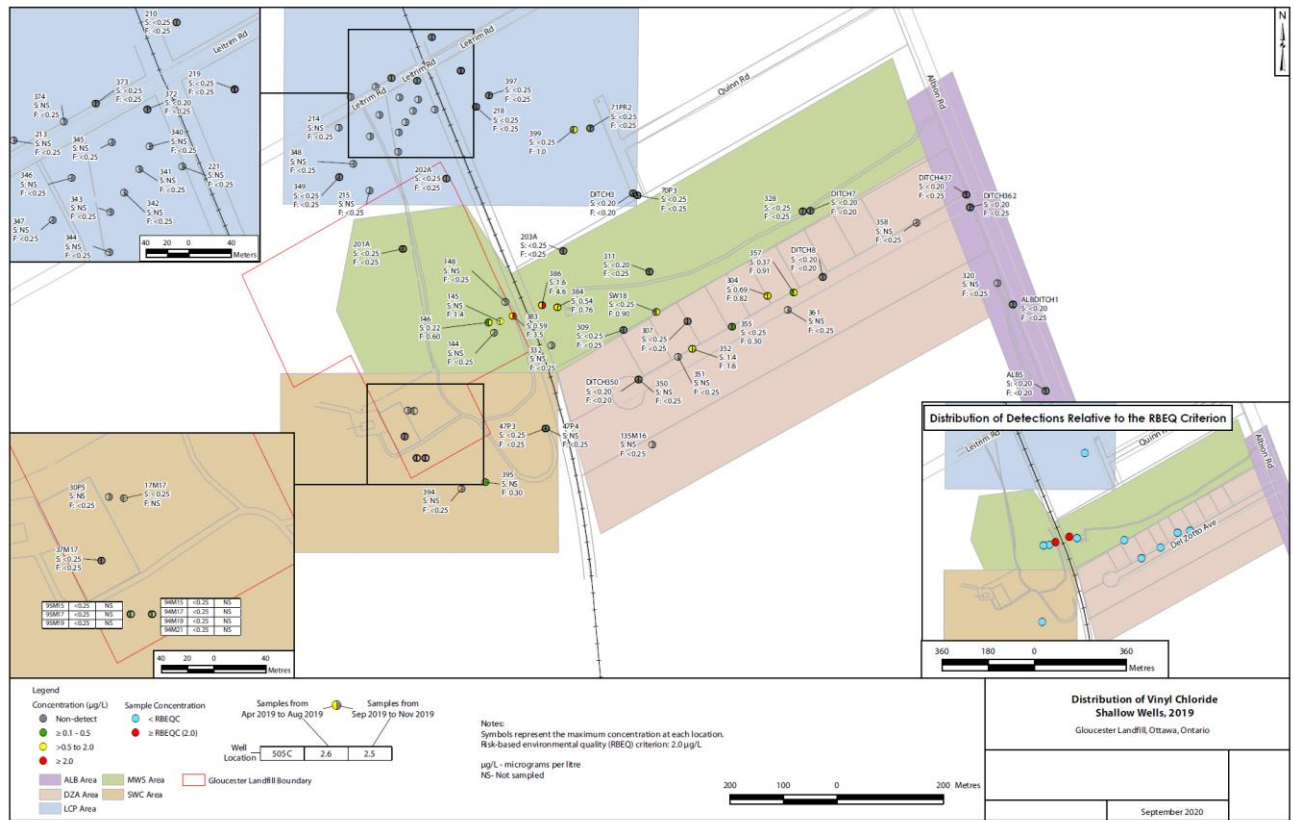 210
S: <0.25
F: <0.25
Leitrim Rd
Leitrim Rd
373
S: <0.25
F: <0.25
219
S: <0.25
F: <0.25
374
S: NS
F: <0.25
372
S: <0.20
F: <0.25
213
S: NS
F: <0.25
345
S: NS
F: <0.25
340
S: NS
F: <0.25
346
S: NS
F: <0.25
341
S: NS
F: <0.25
221
S: NS
F: <0.25
343
S: NS
F: <0.25
342
S: NS
F: <0.25
347
S: NS
F: <0.25
344
S: NS
F: <0.25
40 20 0 40
Meters
Leitrim Rd
Leitrim Rd
Quinn Rd
Albion Rd
N
397
S: <0.25
F: <0.25
218
S: <0.25
F: <0.25
71PR2
S: <0.25
F: <0.25
399
S: <0.25
F: 1.0
214
S: NS
F: <0.25
348
S: NS
F: <0.25
349
S: <0.25
F: <0.25
215
S: NS
F: <0.25
202A
S: <0.25
F: <0.25
DITCH3
S: <0.20
F: <0.20
70P3
S: <0.25
F: <0.25
328
S: <0.25
F: <0.25
DITCH7
S: <0.20
F: <0.20
DITCH437
S: <0.20
F: <0.25
DITCH362
S: <0.20
F: <0.25
358
S: NS
F: <0.25
201A
S: <0.25
F: <0.25
203A
S: <0.25
F: <0.25
148
S: NS
F: <0.25
386
S: 1.6
F: 4.6
311
S: <0.20
F: <0.25
357
S: 0.37
F: 0.91
DITCH8
S: <0.20
F: <0.20
145
S: NS
F: 1.4
384
S: 0.54
F: 0.76
SW18
S: <0.25
F: 0.90
304
S: 0.69
F: 0.82
320
S: NS
F: <0.25
ALBDITCH1
S: <0.20
F: <0.25
146
S: 0.22
F: 0.60
383
S: 0.59
F: 3.5
309
S: <0.25
F: <0.25
307
S: <0.25
F: <0.25
355
S: <0.25
F: 0.30
361
S: NS
F: <0.25
144
S: NS
F: <0.25
332
S: NS
F: <0.25
352
S: 1.4
F: 1.6
351
S: NS
F: <0.25
DITCH350
S: <0.20
F: <0.20
350
S: NS
F: <0.25
ALBS
S: <0.20
F: <0.20
47P3
S: <0.25
F: <0.25
47P4
S: NS
F: <0.25
135M16
S: NS
F: <0.25
395
S: NS
F: 0.30
394
S: NS
F: <0.25
30P5
S: NS
F: <0.25
17M17
S: <0.25
F: NS
37M17
S: <0.25
F: <0.25
95M15 <0.25 NS
95M17 <0.25 NS
95M19 <0.25 NS
94M15 <0.25 NS
94M17 <0.25 NS
94M19 <0.25 NS
94M21 <0.25 NS
40 20 0 40
Metres
Distribution of Detections Relative to the RBEQ Criterion
Leitrim Rd
Quinn Rd
Albion Rd
Del Zotto Ave
360 180 0 360
Metres
Legend
Concentration (µg/L)
Non-detect
≥ 0.1 - 0.5
>0.5 to 2.0
≥ 2.0
Sample Concentration
< RBEQC
≥ RBEQC (2.0)
ALB Area
DZA Area
LCP Area
MWS Area
SWC Area
Gloucester Landfill Boundary
Samples from
Apr 2019 to Aug 2019
Samples from
Sep 2019 to Nov 2019
Well
Location
505C 2.6 2.5
Notes:
Symbols represent the maximum concentration at each location.
Risk-based environmental quality (RBEQ) criterion: 2.0 µg/L
µg/L - micrograms per litre
NS- Not sampled
200 100 0 200 Metres
Distribution of Vinyl Chloride
Shallow Wells, 2019
Gloucester Landfill, Ottawa, Ontario
September 2020